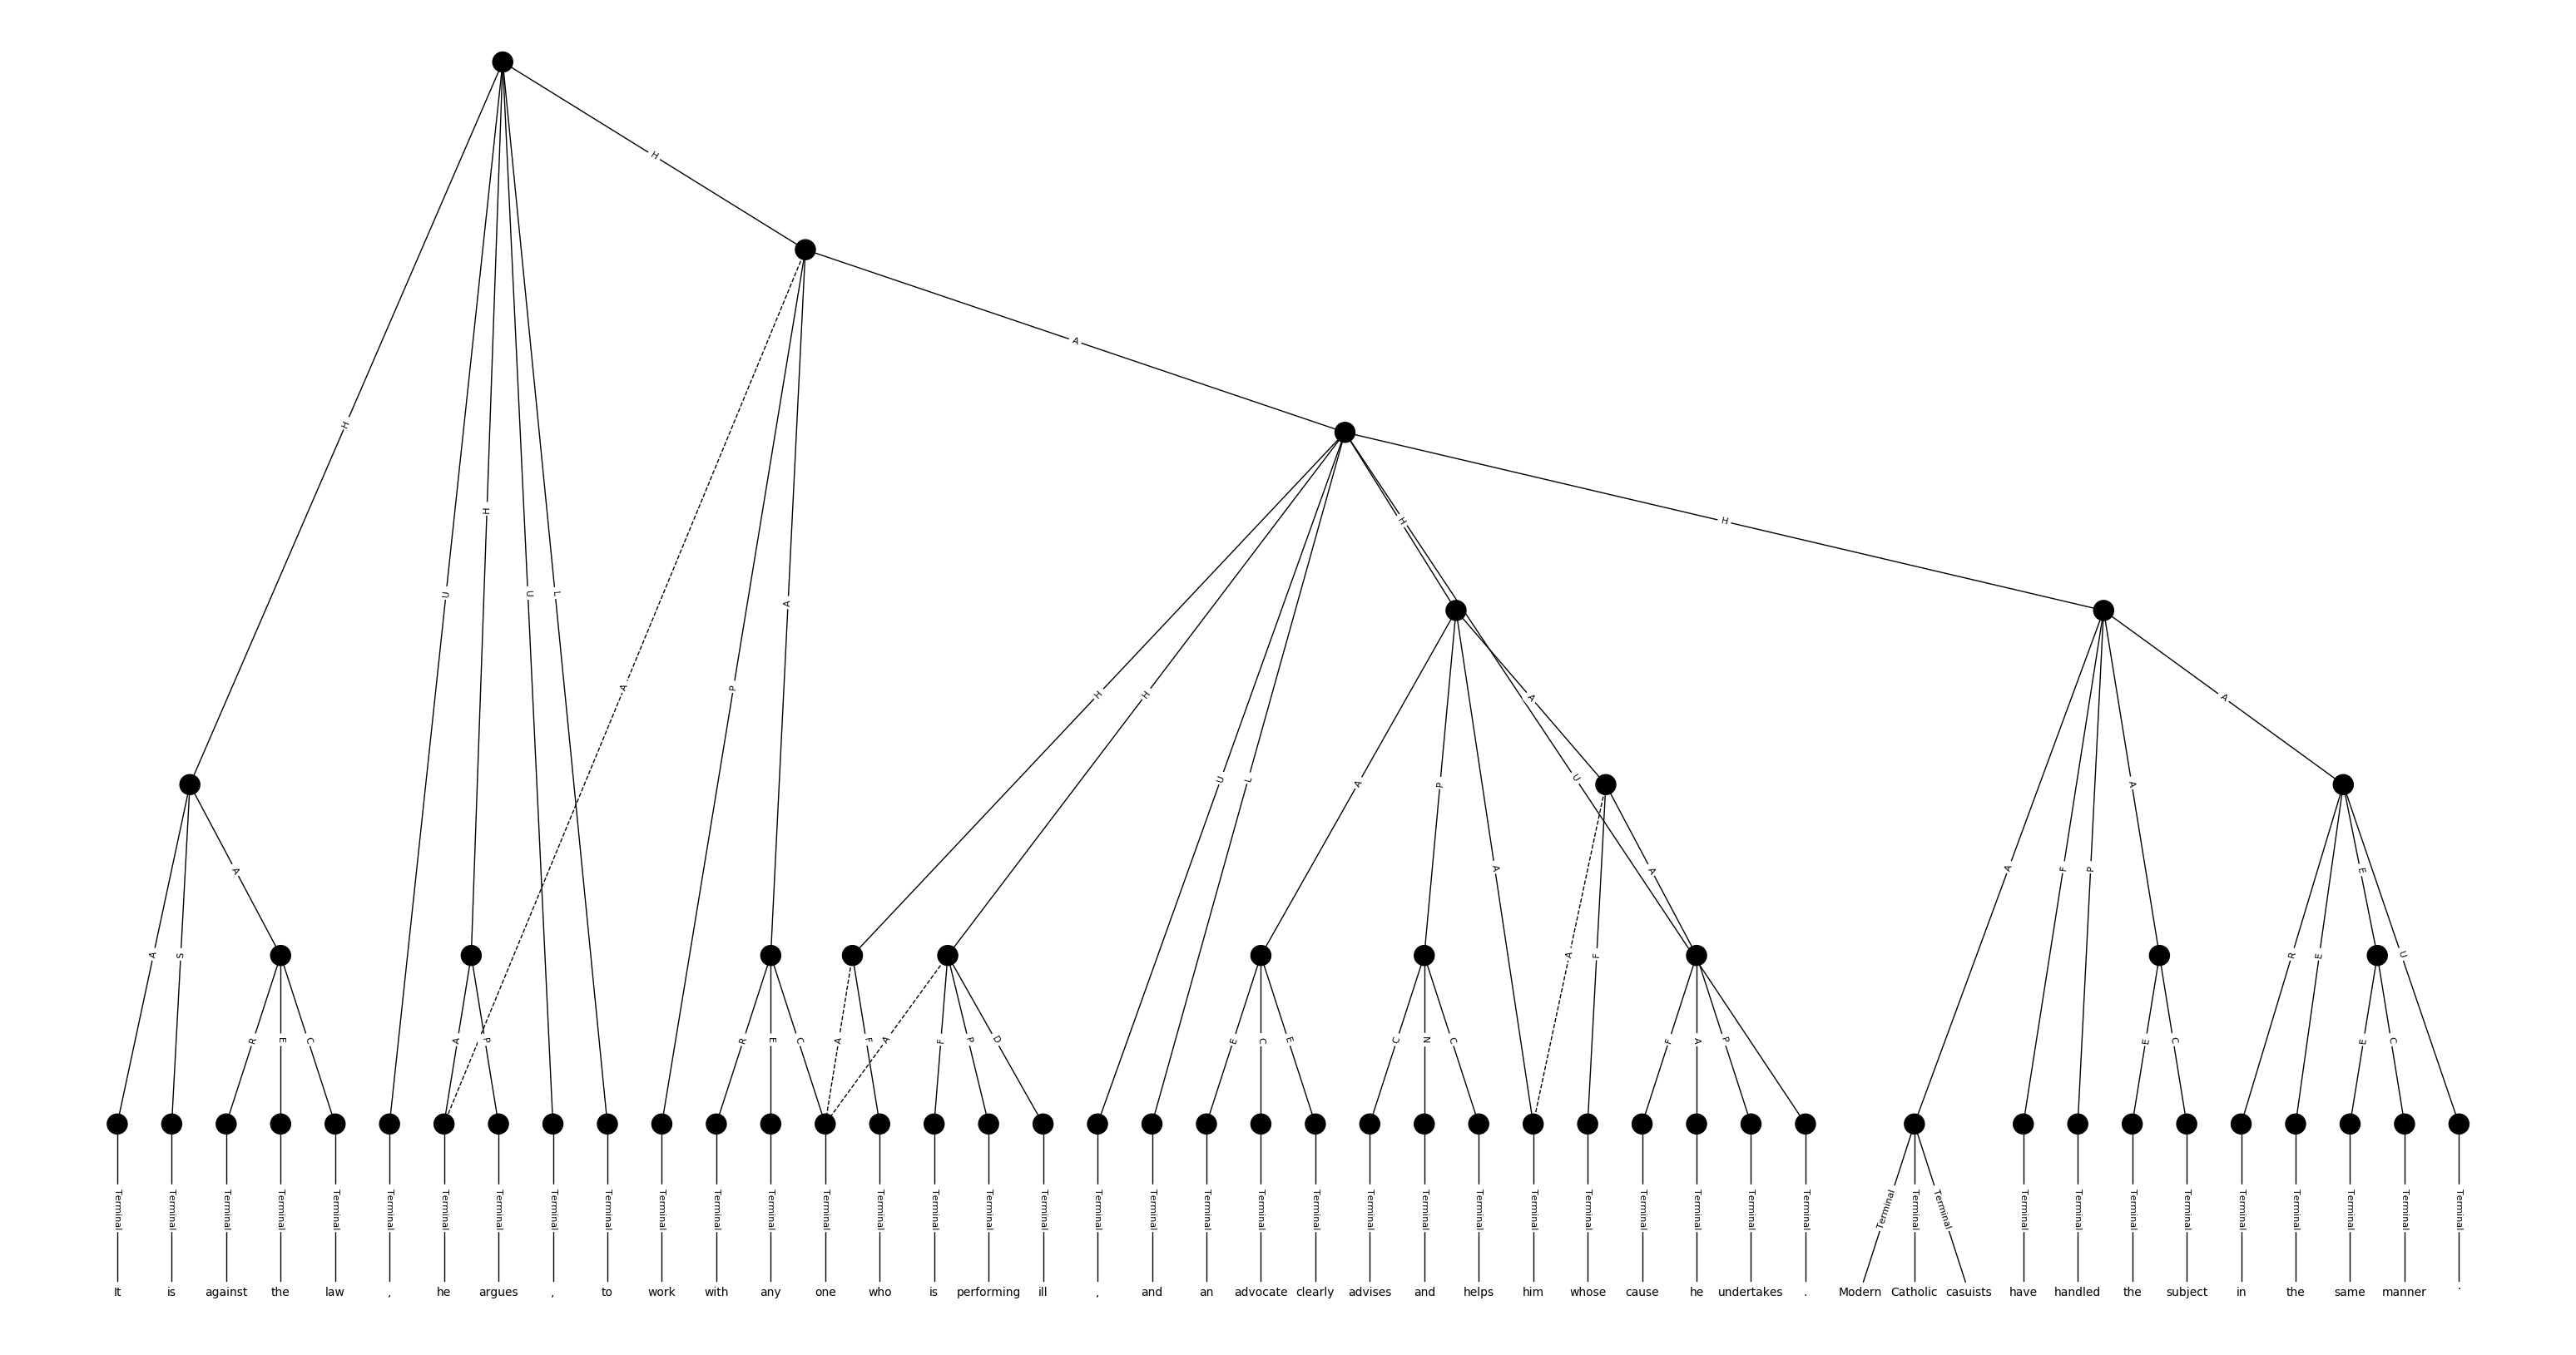 H
H
A
H
H
U
H
U
L
A
P
A
H
H
U
L
A
P
A
A
U
A
F
P
A
A
A
S
A
A
F
A
R
E
E
U
R
E
C
A
P
R
E
C
A
F
A
F
P
D
E
C
E
C
N
C
F
A
P
E
C
E
C
Terminal Terminal Terminal Terminal Terminal Terminal Terminal Terminal Terminal Terminal Terminal Terminal Terminal Terminal Terminal Terminal Terminal Terminal Terminal Terminal Terminal Terminal Terminal Terminal Terminal Terminal Terminal Terminal Terminal Terminal Terminal Terminal Terminal Terminal Terminal Terminal Terminal Terminal Terminal Terminal Terminal Terminal Terminal Terminal
It is against the law , he argues , to work with any one who is performing ill , and an advocate clearly advises and helps him whose cause he undertakes . Modern Catholic casuists have handled the subject in the same manner .